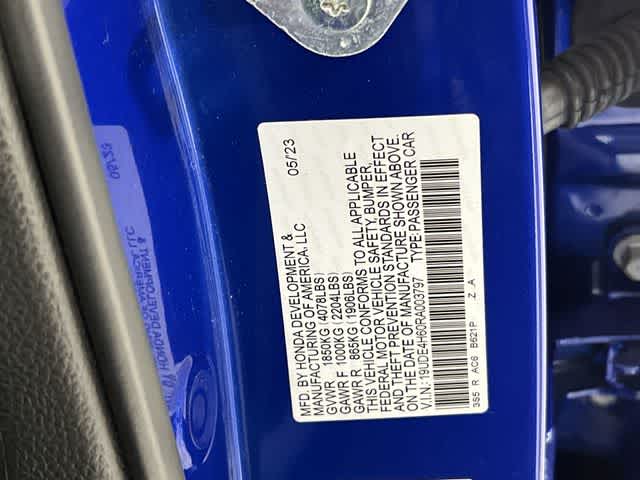 MFD. BY HONDA DEVELOPMENT & 05/23
MANUFACTURING OF AMERICA, LLC
GVWR 1850KG (4078LBS)
GAWR F 1000KG (2204LBS)
GAWR R 865KG (1906LBS)
THIS VEHICLE CONFORMS TO ALL APPLICABLE
FEDERAL MOTOR VEHICLE SAFETY, BUMPER,
AND THEFT PREVENTION STANDARDS IN EFFECT
ON THE DATE OF MANUFACTURE SHOWN ABOVE.
V.I.N: 19UDE4H60RA003797 TYPE: PASSENGER CAR
3S5 R AC6 B621P Z A